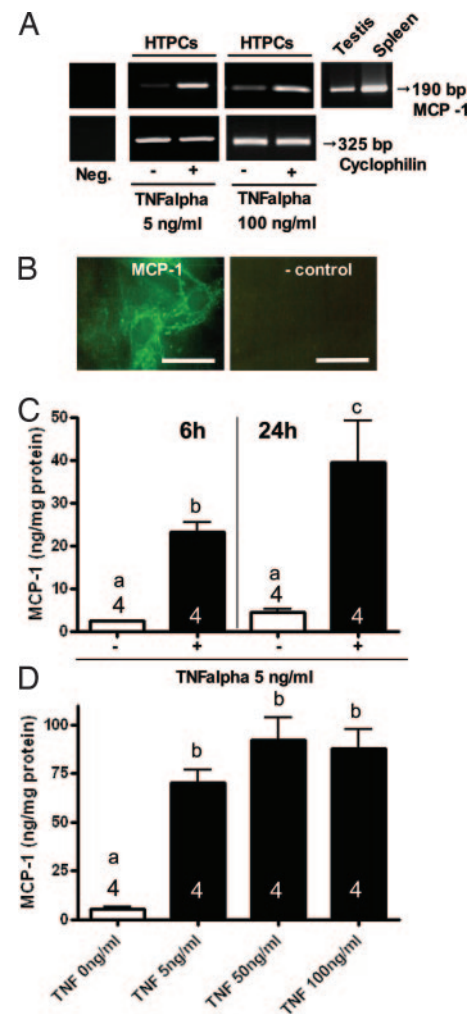 A
HTPCs HTPCs Testis Spleen
→190 bp
MCP -1
→325 bp
Cyclophilin
Neg. - + - +
TNFalpha TNFalpha
5 ng/ml 100 ng/ml
B
MCP-1 - control
C
MCP-1 (ng/mg protein)
50
40
30
20
10
0
6h 24h
a b a c
4 4 4 4
- + - +
TNFalpha 5 ng/ml
D
MCP-1 (ng/mg protein)
100
75
50
25
0
a b b b
4 4 4 4
TNF 0ng/ml TNF 5ng/ml TNF 50ng/ml TNF 100ng/ml